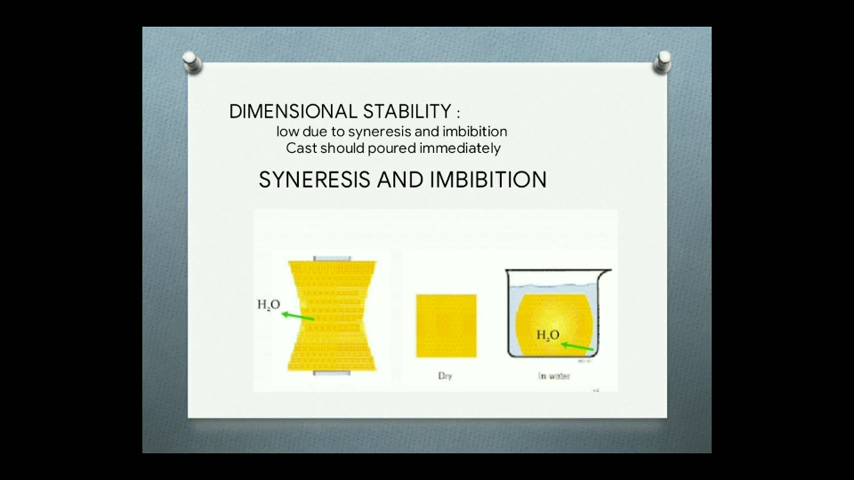 DIMENSIONAL STABILITY :
low due to syneresis and imbibition
Cast should poured immediately
SYNERESIS AND IMBIBITION
H₂O
H₂O
Dry
In water